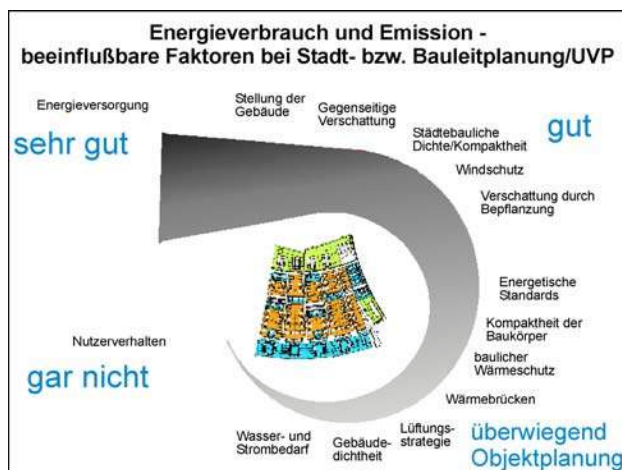 Energieverbrauch und Emission -
beeinflußbare Faktoren bei Stadt- bzw. Bauleitplanung/UVP
Energieversorgung
sehr gut
Stellung der
Gebäude
Gegenseitige
Verschattung
Städtebauliche
Dichte/Kompaktheit
gut
Windschutz
Verschattung durch
Bepflanzung
Energetische
Standards
Kompaktheit der
Baukörper
baulicher
Wärmeschutz
Wärmebrücken
überwiegend
Objektplanung
Lüftungs-
strategie
Gebäude-
dichtheit
Wasser- und
Strombedarf
Nutzerverhalten
gar nicht